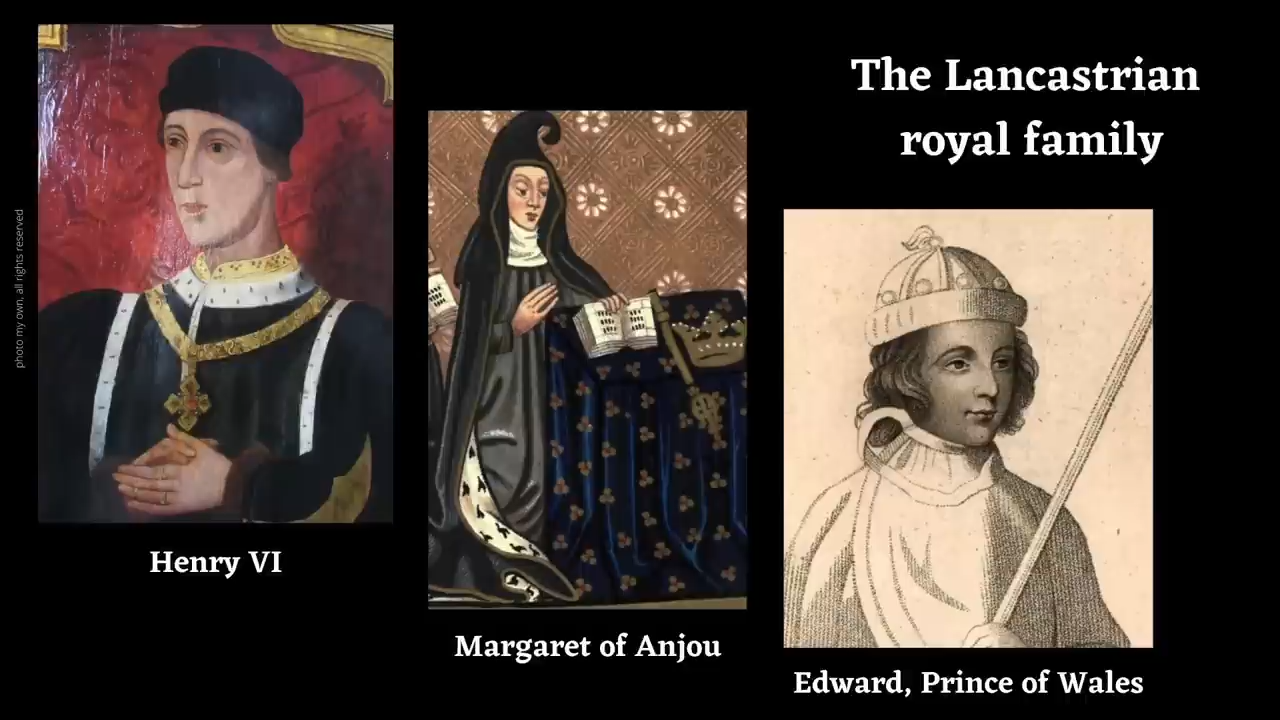 The Lancastrian
royal family
photo my own, all rights reserved
Henry VI
Margaret of Anjou
Edward, Prince of Wales